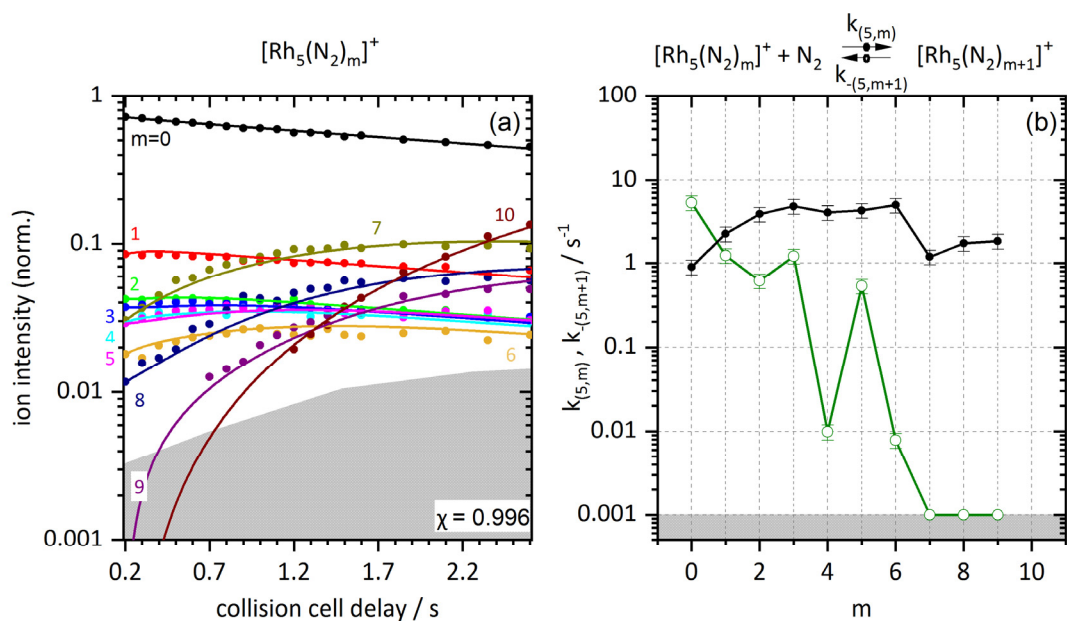 [Rh₅(N₂)ₘ]⁺
1
0.1
0.01
0.001
ion intensity (norm.)
(a)
m=0
1
2
3
4
5
6
7
8
9
10
χ = 0.996
0.2
0.7
1.2
1.7
2.2
collision cell delay / s
k(5,m)
[Rh₅(N₂)ₘ]⁺ + N₂ [Rh₅(N₂)ₘ₊₁]⁺
k-(5,m+1)
100
10
1
0.1
0.01
0.001
k(5,m), k-(5,m+1) / s⁻¹
(b)
0
2
4
6
8
10
m